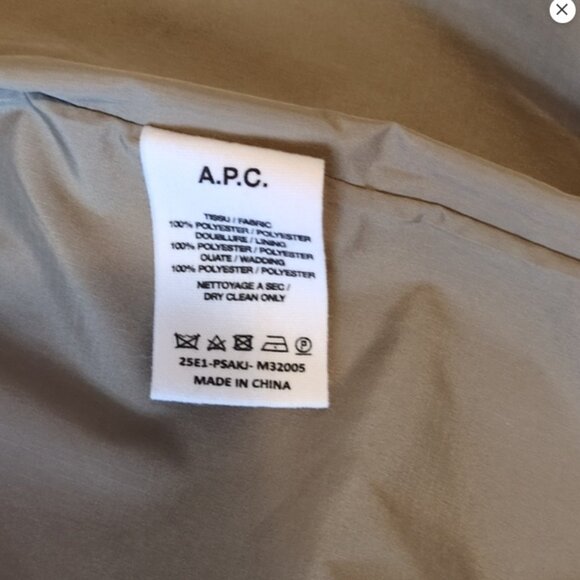 A.P.C.
TISSU / FABRIC
100% POLYESTER / POLYESTER
DOUBLURE / LINING
100% POLYESTER / POLYESTER
OUATE / WADDING
100% POLYESTER / POLYESTER
NETTOYAGE A SEC /
DRY CLEAN ONLY
P
25E1-PSAKJ- M32005
MADE IN CHINA